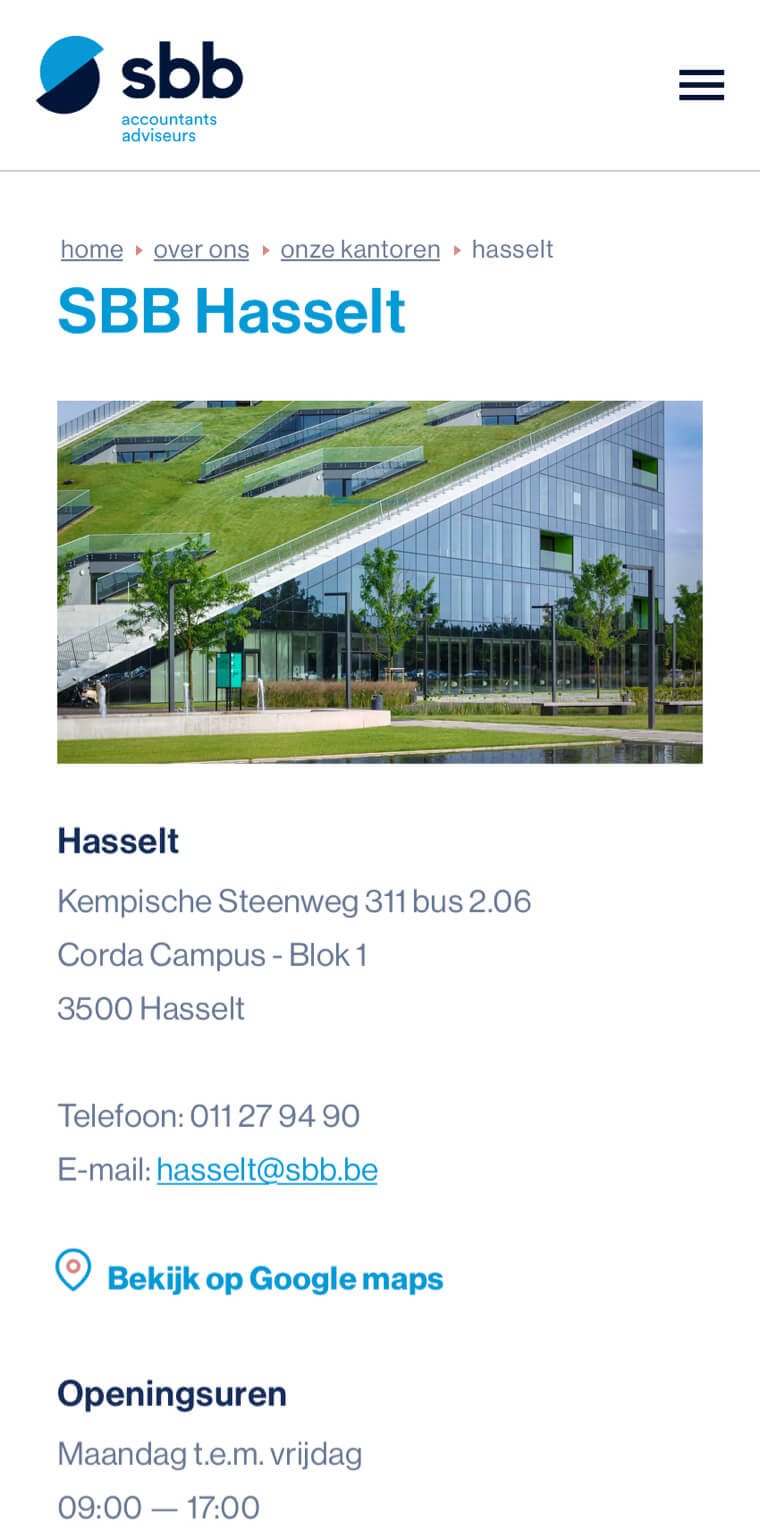 sbb
accountants
adviseurs
home over ons onze kantoren hasselt
SBB Hasselt
Hasselt
Kempische Steenweg 311 bus 2.06
Corda Campus - Blok 1
3500 Hasselt
Telefoon: 011 27 94 90
E-mail: hasselt@sbb.be
Bekijk op Google maps
Openingsuren
Maandag t.e.m. vrijdag
09:00 — 17:00